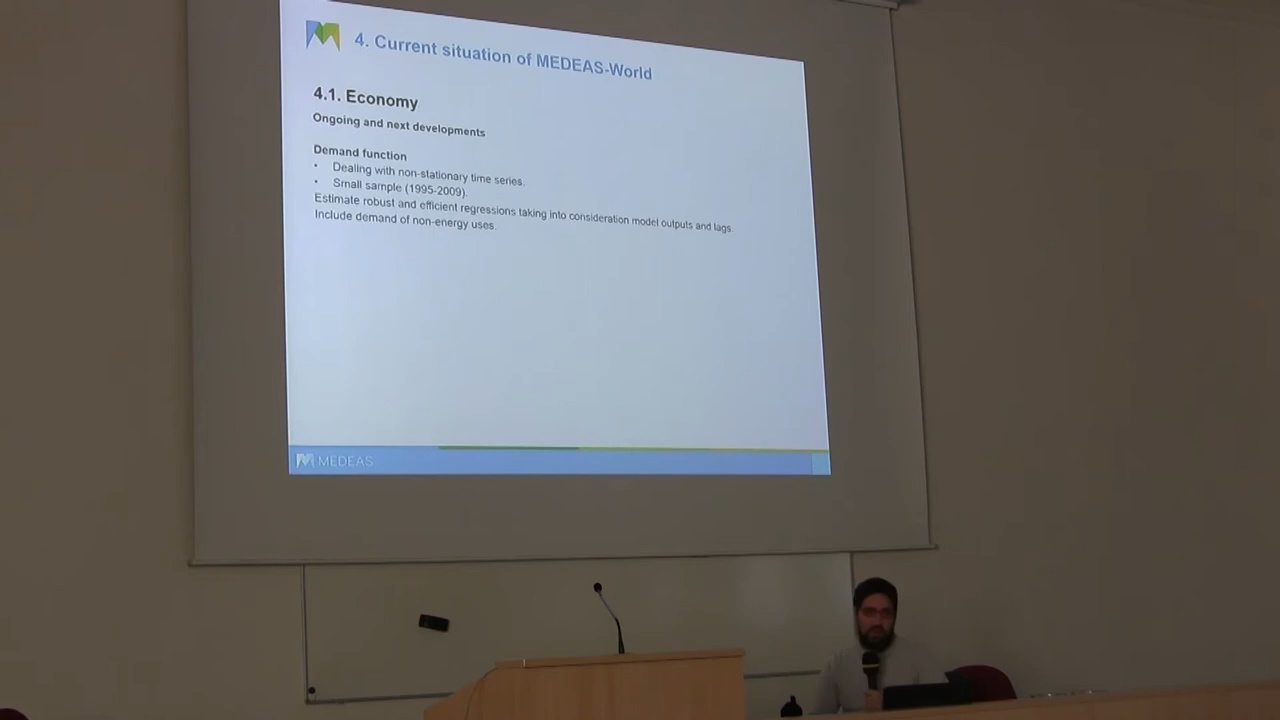 4. Current situation of MEDEAS-World
4.1. Economy
Ongoing and next developments
Demand function
• Dealing with non-stationary time series.
• Small sample (1995-2009).
Estimate robust and efficient regressions taking into consideration model outputs and lags.
Include demand of non-energy uses.
MEDEAS